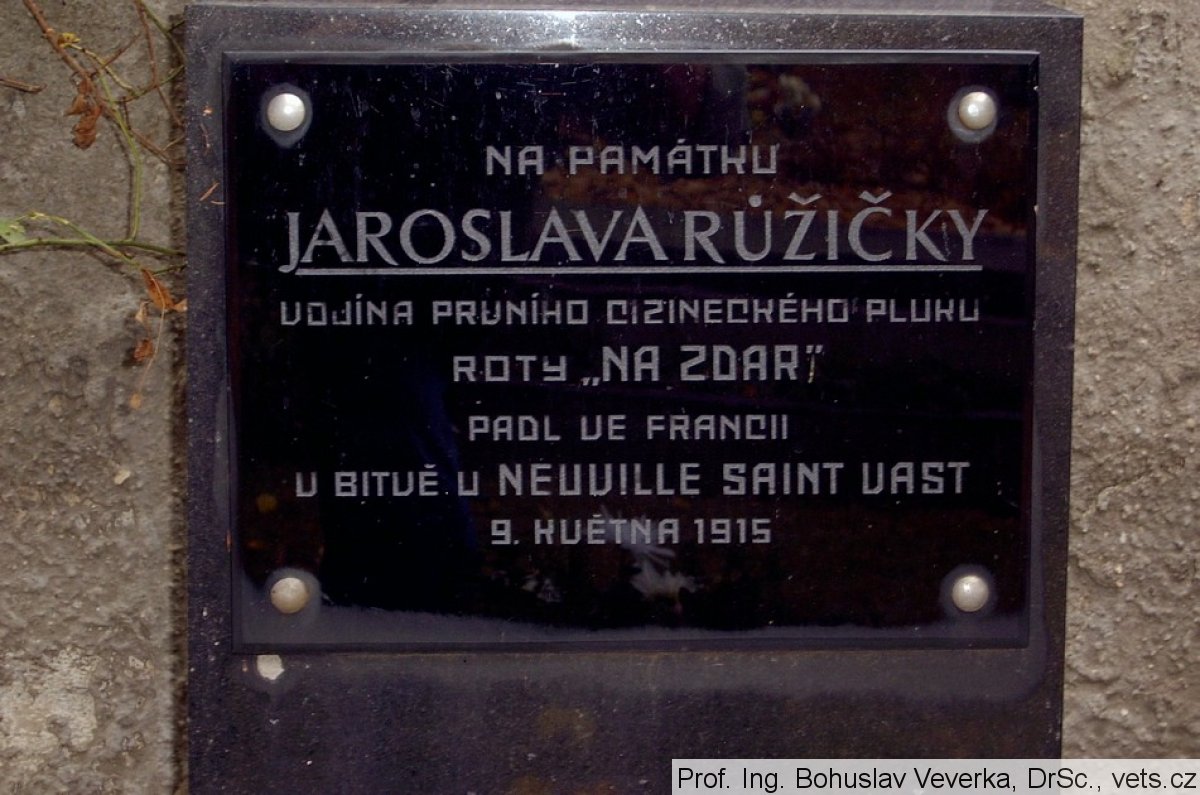 NA PAMÁTKU
JAROSLAVA RŮŽIČKY
VOJÍNA PRVNÍHO CIZINECKÉHO PLUKU
ROTY „NA ZDAR"
PADL VE FRANCII
V BITVĚ U NEUVILLE SAINT VAST
9. KVĚTNA 1915
Prof. Ing. Bohuslav Veverka, DrSc., vets.cz